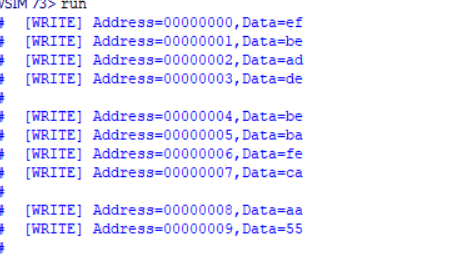 VSIM 73> run
#  [WRITE] Address=00000000,Data=ef
#  [WRITE] Address=00000001,Data=be
#  [WRITE] Address=00000002,Data=ad
#  [WRITE] Address=00000003,Data=de
#
#  [WRITE] Address=00000004,Data=be
#  [WRITE] Address=00000005,Data=ba
#  [WRITE] Address=00000006,Data=fe
#  [WRITE] Address=00000007,Data=ca
#
#  [WRITE] Address=00000008,Data=aa
#  [WRITE] Address=00000009,Data=55
#